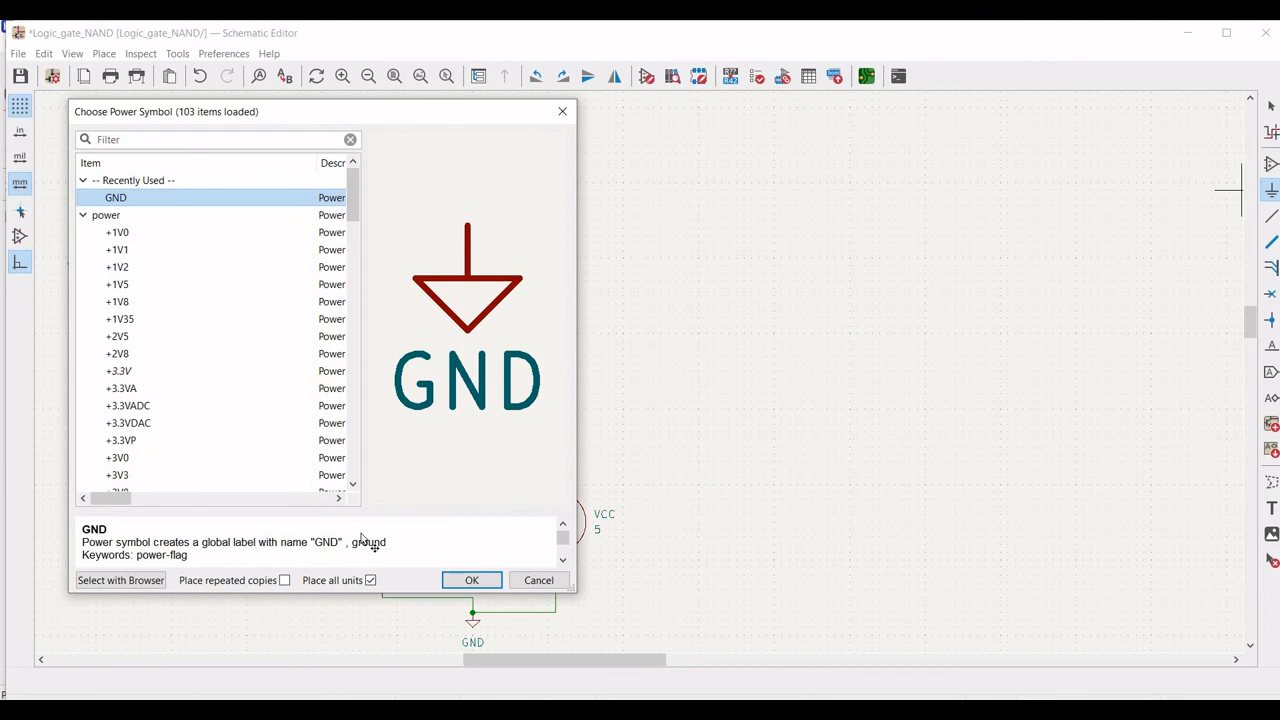 *Logic_gate_NAND [Logic_gate_NAND/] — Schematic Editor
File Edit View Place Inspect Tools Preferences Help
Choose Power Symbol (103 items loaded)
Filter
Item Descr
-- Recently Used --
GND Power
power Power
+1V0 Power
+1V1 Power
+1V2 Power
+1V5 Power
+1V8 Power
+1V35 Power
+2V5 Power
+2V8 Power
+3.3V Power
+3.3VA Power
+3.3VADC Power
+3.3VDAC Power
+3.3VP Power
+3V0 Power
+3V3 Power
GND
GND
Power symbol creates a global label with name "GND" , ground
Keywords: power-flag
Select with Browser Place repeated copies Place all units OK Cancel
in
mil
mm
VCC
5
GND